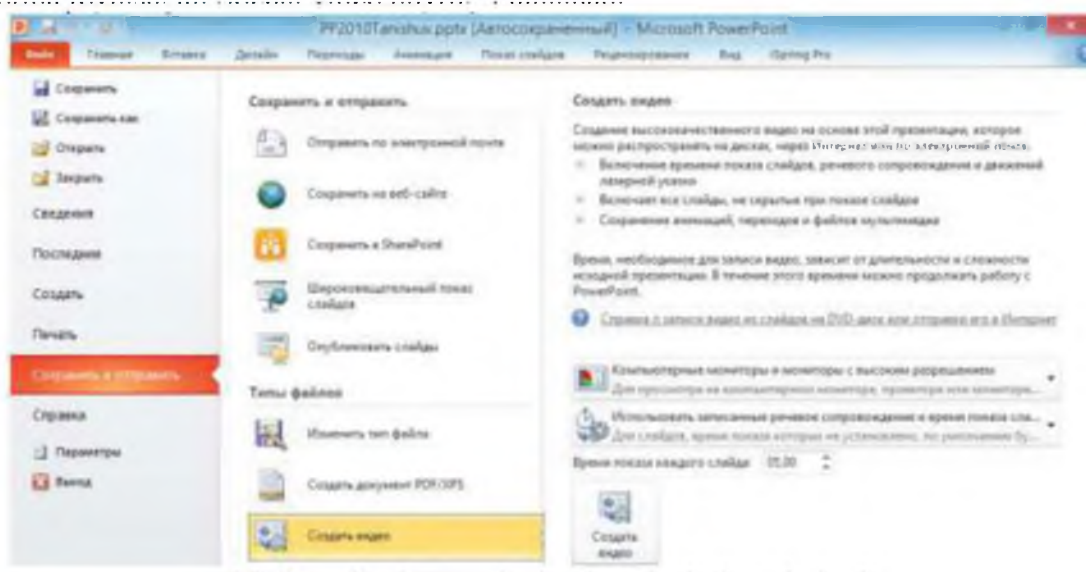 PP2010Tanishuv.pptx [Автосохраненный] - Microsoft PowerPoint
Файл Главная Вставка Дизайн Переходы Анимация Показ слайдов Рецензирование Вид iSpring Pro
Сохранить
Сохранить как
Открыть
Закрыть
Сведения
Последние
Создать
Печать
Сохранить и отправить
Справка
Параметры
Выход
Сохранить и отправить
Отправить по электронной почте
Сохранить на веб-сайте
Сохранить в SharePoint
Широковещательный показ
слайдов
Опубликовать слайды
Типы файлов
Изменить тип файла
Создать документ PDF/XPS
Создать видео
Создать видео
Создание высококачественного видео на основе этой презентации, которое
можно распространять на дисках, через Интернет или по электронной почте.
Включение времени показа слайдов, речевого сопровождения и движений
лазерной указки
Включает все слайды, не скрытые при показе слайдов
Сохранение анимаций, переходов и файлов мультимедиа
Время, необходимое для записи видео, зависит от длительности и сложности
исходной презентации. В течение этого времени можно продолжать работу с
PowerPoint.
Справка о записи видео из слайдов на DVD-диск или отправки его в Интернет
Компьютерные мониторы и мониторы с высоким разрешением
Для просмотра на компьютерном мониторе, проекторе или мониторе...
Использовать записанные речевое сопровождение и время показа сла...
Для слайдов, время показа которых не установлено, по умолчанию бу...
Время показа каждого слайда: 05,00
Создать
видео